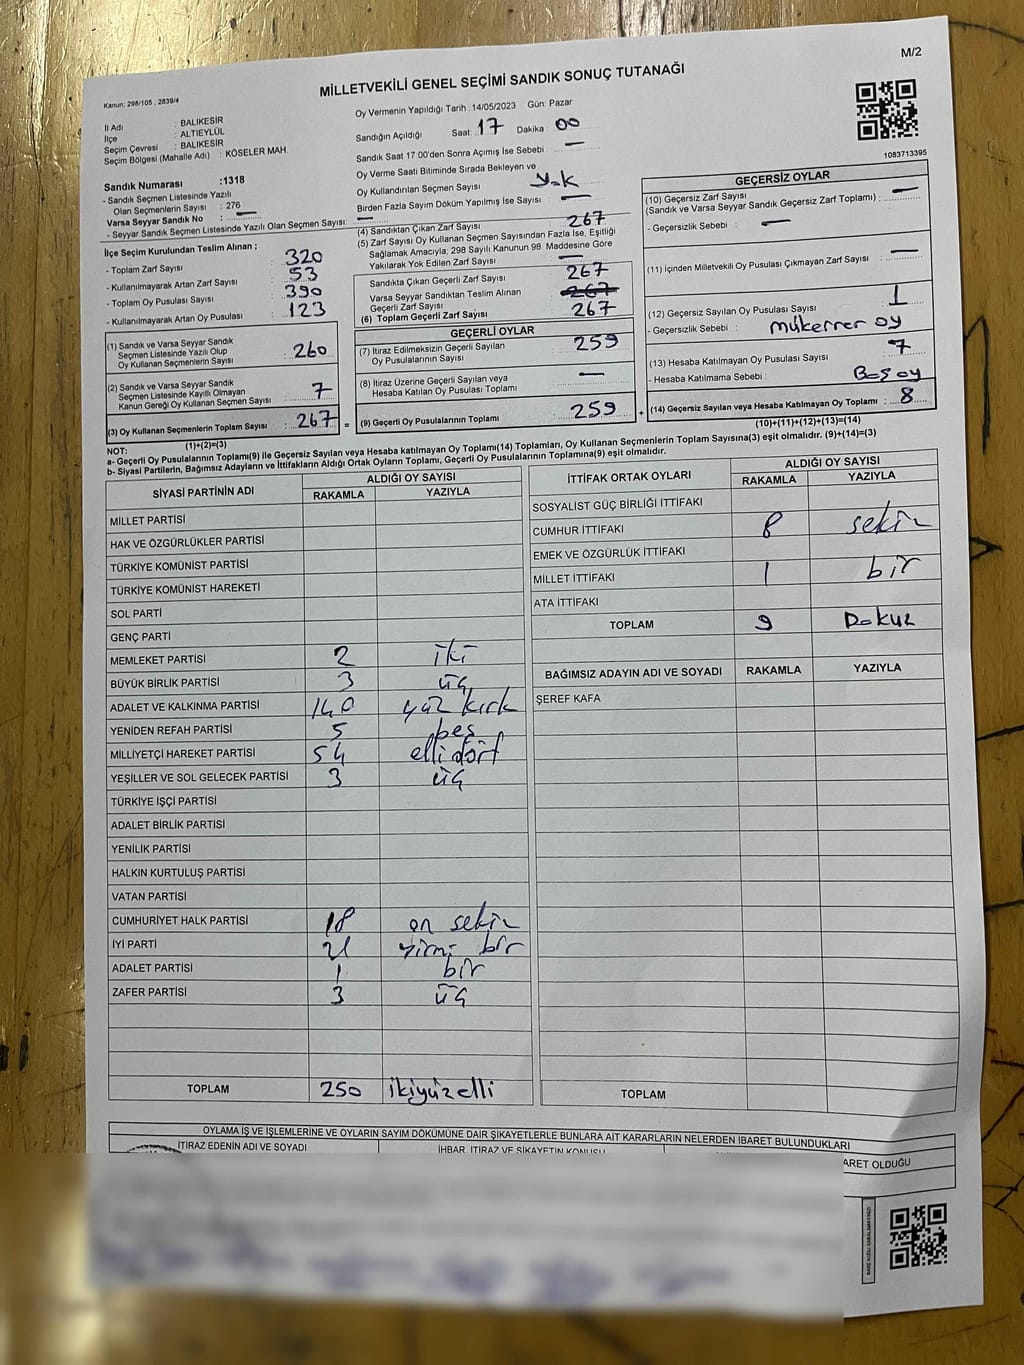 M/2
MİLLETVEKİLİ GENEL SEÇİMİ SANDIK SONUÇ TUTANAĞI
Kanun: 298/105 , 2839/4
İl Adı : BALIKESİR
İlçe : ALTIEYLÜL
Seçim Çevresi : BALIKESİR
Seçim Bölgesi (Mahalle Adı) : KÖSELER MAH.
Sandık Numarası :1318
- Sandık Seçmen Listesinde Yazılı
Olan Seçmenlerin Sayısı : 276
Varsa Seyyar Sandık No : —
- Seyyar Sandık Seçmen Listesinde Yazılı Olan Seçmen Sayısı: —
Oy Vermenin Yapıldığı Tarih :14/05/2023 Gün: Pazar
Sandığın Açıldığı Saat: 17 Dakika : 00
Sandık Saat 17:00'den Sonra Açımış İse Sebebi : —
Oy Verme Saati Bitiminde Sırada Bekleyen ve
Oy Kullandırılan Seçmen Sayısı : Yok
Birden Fazla Sayım Döküm Yapılmış İse Sayısı : —
1083713395
İlçe Seçim Kurulundan Teslim Alınan ;
- Toplam Zarf Sayısı : 320
- Kullanılmayarak Artan Zarf Sayısı : 53
- Toplam Oy Pusulası Sayısı : 390
- Kullanılmayarak Artan Oy Pusulası : 123
(1) Sandık ve Varsa Seyyar Sandık
Seçmen Listesinde Yazılı Olup
Oy Kullanan Seçmenlerin Sayısı : 260
(2) Sandık ve Varsa Seyyar Sandık
Seçmen Listesinde Kayıtlı Olmayan
Kanun Gereği Oy Kullanan Seçmen Sayısı : 7
(3) Oy Kullanan Seçmenlerin Toplam Sayısı : 267 =
(1)+(2)=(3)
(4) Sandıktan Çıkan Zarf Sayısı : 267
(5) Zarf Sayısı Oy Kullanan Seçmen Sayısından Fazla İse, Eşitliği
Sağlamak Amacıyla, 298 Sayılı Kanunun 98. Maddesine Göre
Yakılarak Yok Edilen Zarf Sayısı : —
Sandıkta Çıkan Geçerli Zarf Sayısı : 267
Varsa Seyyar Sandıktan Teslim Alınan
Geçerli Zarf Sayısı : 267
(6) Toplam Geçerli Zarf Sayısı : 267
GEÇERLİ OYLAR
(7) İtiraz Edilmeksizin Geçerli Sayılan
Oy Pusulalarının Sayısı : 259
(8) İtiraz Üzerine Geçerli Sayılan veya
Hesaba Katılan Oy Pusulası Toplamı : —
(9) Geçerli Oy Pusulalarının Toplamı : 259 +
GEÇERSİZ OYLAR
(10) Geçersiz Zarf Sayısı
(Sandık ve Varsa Seyyar Sandık Geçersiz Zarf Toplamı) : —
- Geçersizlik Sebebi : —
(11) İçinden Milletvekili Oy Pusulası Çıkmayan Zarf Sayısı : —
(12) Geçersiz Sayılan Oy Pusulası Sayısı : 1
- Geçersizlik Sebebi : mükerrer oy
(13) Hesaba Katılmayan Oy Pusulası Sayısı : 7
- Hesaba Katılmama Sebebi : Boş oy
(14) Geçersiz Sayılan veya Hesaba Katılmayan Oy Toplamı : 8
(10)+(11)+(12)+(13)=(14)
NOT:
a- Geçerli Oy Pusulalarının Toplamı(9) ile Geçersiz Sayılan veya Hesaba katılmayan Oy Toplamı(14) Toplamları, Oy Kullanan Seçmenlerin Toplam Sayısına(3) eşit olmalıdır. (9)+(14)=(3)
b- Siyasi Partilerin, Bağımsız Adayların ve İttifakların Aldığı Ortak Oyların Toplamı, Geçerli Oy Pusulalarının Toplamına(9) eşit olmalıdır.
SİYASİ PARTİNİN ADI ALDIĞI OY SAYISI
RAKAMLA YAZIYLA
MİLLET PARTİSİ
HAK VE ÖZGÜRLÜKLER PARTİSİ
TÜRKİYE KOMÜNİST PARTİSİ
TÜRKİYE KOMÜNİST HAREKETİ
SOL PARTİ
GENÇ PARTİ
MEMLEKET PARTİSİ 2 iki
BÜYÜK BİRLİK PARTİSİ 3 üç
ADALET VE KALKINMA PARTİSİ 140 yüz kırk
YENİDEN REFAH PARTİSİ 5 beş
MİLLİYETÇİ HAREKET PARTİSİ 54 elli dört
YEŞİLLER VE SOL GELECEK PARTİSİ 3 üç
TÜRKİYE İŞÇİ PARTİSİ
ADALET BİRLİK PARTİSİ
YENİLİK PARTİSİ
HALKIN KURTULUŞ PARTİSİ
VATAN PARTİSİ
CUMHURİYET HALK PARTİSİ 18 on sekiz
İYİ PARTİ 21 yirmi bir
ADALET PARTİSİ 1 bir
ZAFER PARTİSİ 3 üç
TOPLAM 250 ikiyüz elli
İTTİFAK ORTAK OYLARI ALDIĞI OY SAYISI
RAKAMLA YAZIYLA
SOSYALİST GÜÇ BİRLİĞİ İTTİFAKI
CUMHUR İTTİFAKI 8 sekiz
EMEK VE ÖZGÜRLÜK İTTİFAKI
MİLLET İTTİFAKI 1 bir
ATA İTTİFAKI
TOPLAM 9 Dokuz
BAĞIMSIZ ADAYIN ADI VE SOYADI RAKAMLA YAZIYLA
ŞEREF KAFA
TOPLAM
OYLAMA İŞ VE İŞLEMLERİNE VE OYLARIN SAYIM DÖKÜMÜNE DAİR ŞİKAYETLERLE BUNLARA AİT KARARLARIN NELERDEN İBARET BULUNDUKLARI
İTİRAZ EDENİN ADI VE SOYADI İHBAR, İTİRAZ VE ŞİKAYETİN KONUSU
OLDUĞU